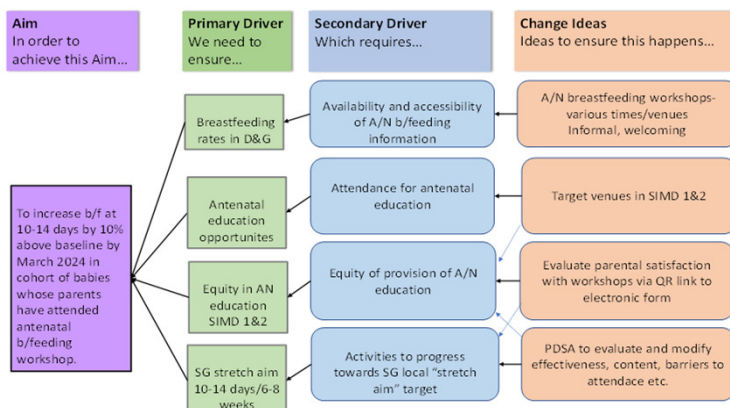 Aim
In order to
achieve this Aim...
Primary Driver
We need to
ensure...
Secondary Driver
Which requires...
Change Ideas
Ideas to ensure this happens...
To increase b/f at
10-14 days by 10%
above baseline by
March 2024 in
cohort of babies
whose parents
have attended
antenatal
b/feeding
workshop.
Breastfeeding
rates in D&G
Antenatal
education
opportunites
Equity in AN
education
SIMD 1&2
SG stretch aim
10-14 days/6-8
weeks
Availability and accessibility
of A/N b/feeding
information
Attendance for antenatal
education
Equity of provision of A/N
education
Activities to progress
towards SG local "stretch
aim" target
A/N breastfeeding workshops-
various times/venues
Informal, welcoming
Target venues in SIMD 1&2
Evaluate parental satisfaction
with workshops via QR link to
electronic form
PDSA to evaluate and modify
effectiveness, content, barriers to
attendace etc.